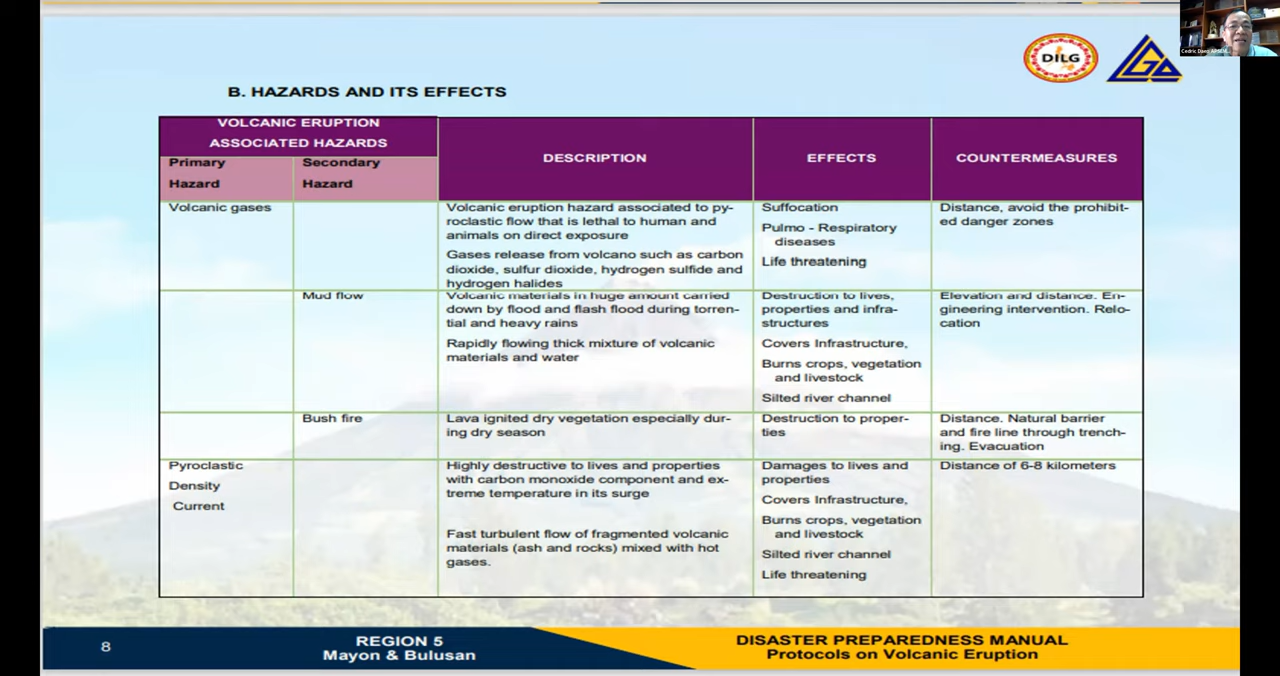 DILG
B. HAZARDS AND ITS EFFECTS
VOLCANIC ERUPTION
ASSOCIATED HAZARDS
Primary
Hazard
Secondary
Hazard
DESCRIPTION
EFFECTS
COUNTERMEASURES
Volcanic gases
Volcanic eruption hazard associated to py-
roclastic flow that is lethal to human and
animals on direct exposure
Gases release from volcano such as carbon
dioxide, sulfur dioxide, hydrogen sulfide and
hydrogen halides
Suffocation
Pulmo - Respiratory
diseases
Life threatening
Distance, avoid the prohibit-
ed danger zones
Mud flow
Volcanic materials in huge amount carried
down by flood and flash flood during torren-
tial and heavy rains
Rapidly flowing thick mixture of volcanic
materials and water
Destruction to lives,
properties and infra-
structures
Covers Infrastructure,
Burns crops, vegetation
and livestock
Silted river channel
Elevation and distance. En-
gineering intervention. Relo-
cation
Bush fire
Lava ignited dry vegetation especially dur-
ing dry season
Destruction to proper-
ties
Distance. Natural barrier
and fire line through trench-
ing. Evacuation
Pyroclastic
Density
Current
Highly destructive to lives and properties
with carbon monoxide component and ex-
treme temperature in its surge
Fast turbulent flow of fragmented volcanic
materials (ash and rocks) mixed with hot
gases.
Damages to lives and
properties
Covers Infrastructure,
Burns crops, vegetation
and livestock
Silted river channel
Life threatening
Distance of 6-8 kilometers
8
REGION 5
Mayon & Bulusan
DISASTER PREPAREDNESS MANUAL
Protocols on Volcanic Eruption